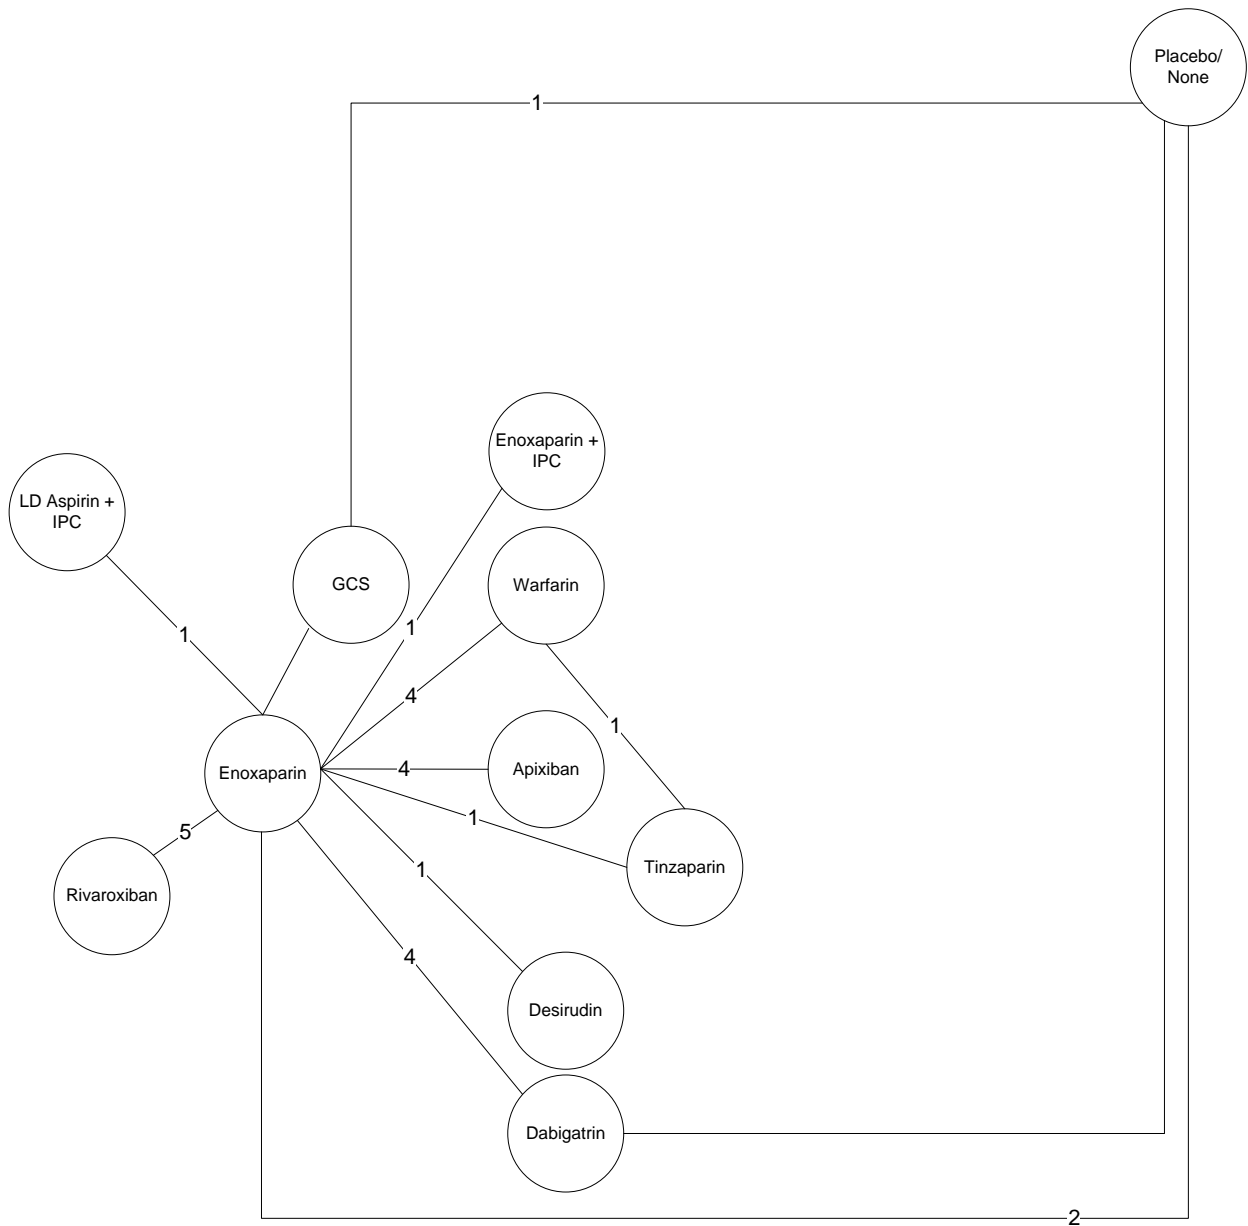 Placebo/
None
1
Enoxaparin +
IPC
LD Aspirin +
IPC
GCS
Warfarin
1
1
4
1
Enoxaparin
4
Apixiban
1
5
Tinzaparin
1
Rivaroxiban
4
Desirudin
Dabigatrin
2